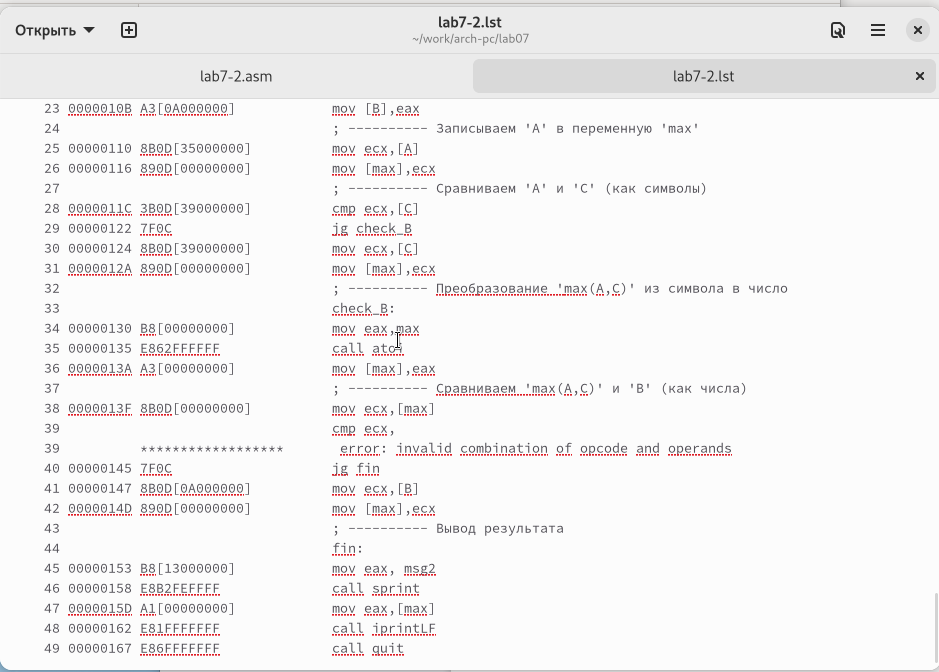 Открыть
lab7-2.lst
~/work/arch-pc/lab07
lab7-2.asm
lab7-2.lst
23 0000010B A3[0A000000] mov [B],eax
24 ; ---------- Записываем 'A' в переменную 'max'
25 00000110 8B0D[35000000] mov ecx,[A]
26 00000116 890D[00000000] mov [max],ecx
27 ; ---------- Сравниваем 'A' и 'С' (как символы)
28 0000011C 3B0D[39000000] cmp ecx,[C]
29 00000122 7F0C jg check_B
30 00000124 8B0D[39000000] mov ecx,[C]
31 0000012A 890D[00000000] mov [max],ecx
32 ; ---------- Преобразование 'max(A,C)' из символа в число
33 check_B:
34 00000130 B8[00000000] mov eax,max
35 00000135 E862FFFFFF call atoi
36 0000013A A3[00000000] mov [max],eax
37 ; ---------- Сравниваем 'max(A,C)' и 'B' (как числа)
38 0000013F 8B0D[00000000] mov ecx,[max]
39 cmp ecx,
39 ****************** error: invalid combination of opcode and operands
40 00000145 7F0C jg fin
41 00000147 8B0D[0A000000] mov ecx,[B]
42 0000014D 890D[00000000] mov [max],ecx
43 ; ---------- Вывод результата
44 fin:
45 00000153 B8[13000000] mov eax, msg2
46 00000158 E8B2FEFFFF call sprint
47 0000015D A1[00000000] mov eax,[max]
48 00000162 E81FFFFFFF call iprintLF
49 00000167 E86FFFFFFF call quit